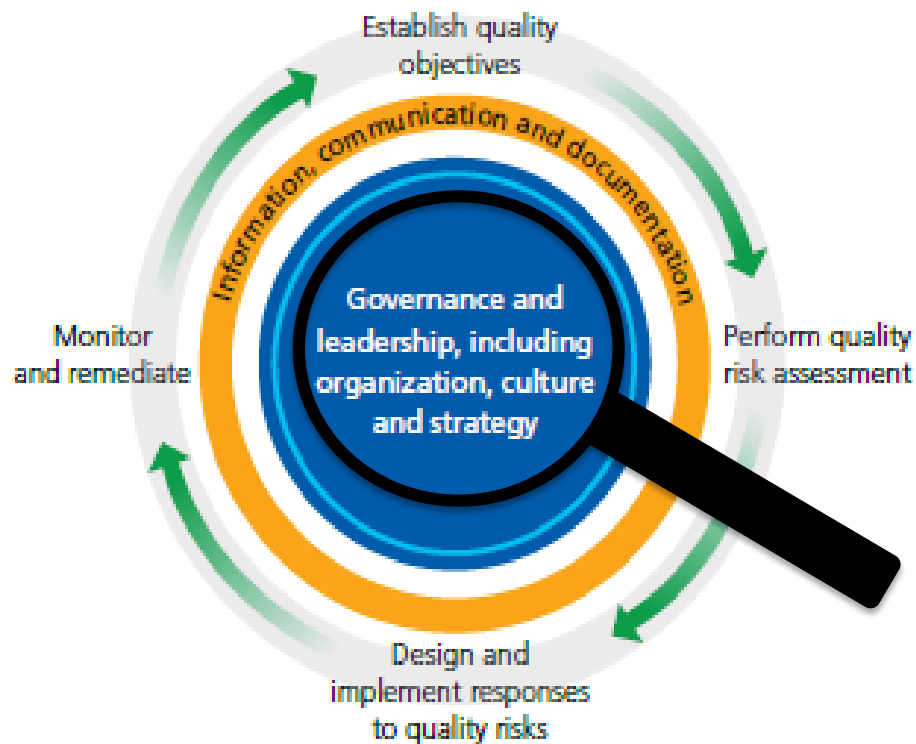 Establish quality
objectives
Information, communication and documentation
Governance and
leadership, including
organization, culture
and strategy
Monitor
and remediate
Perform quality
risk assessment
Design and
implement responses
to quality risks